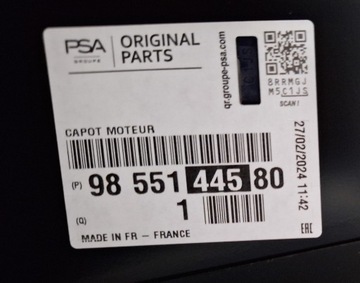 PSA
GROUPE
ORIGINAL
PARTS
qr.groupe-psa.com
8RRMGJ
M5C1JS
SCAN!
CAPOT MOTEUR
27/02/2024 11:42
(P) 98 551 445 80
(Q) 1
MADE IN FR - FRANCE
EAC